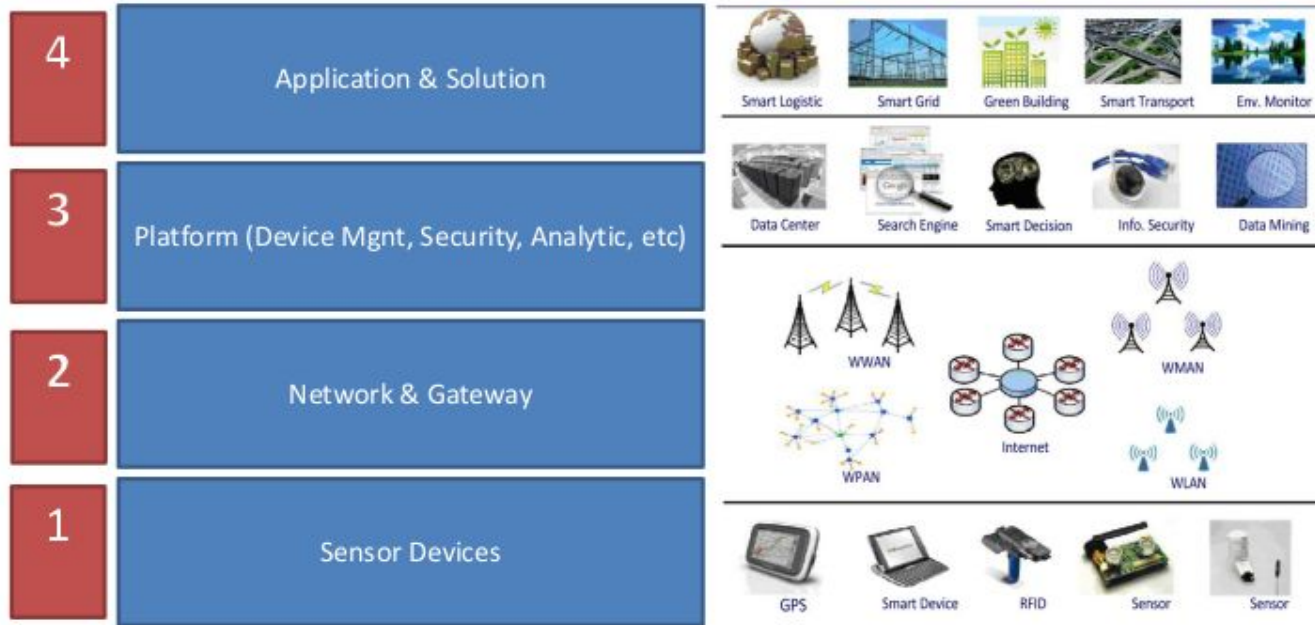 4
Application & Solution
Smart Logistic
Smart Grid
Green Building
Smart Transport
Env. Monitor
3
Platform (Device Mgnt, Security, Analytic, etc)
Google
Data Center
Search Engine
Smart Decision
Info. Security
Data Mining
2
Network & Gateway
WWAN
WMAN
Internet
WPAN
WLAN
1
Sensor Devices
GPS
Smart Device
RFID
Sensor
Sensor